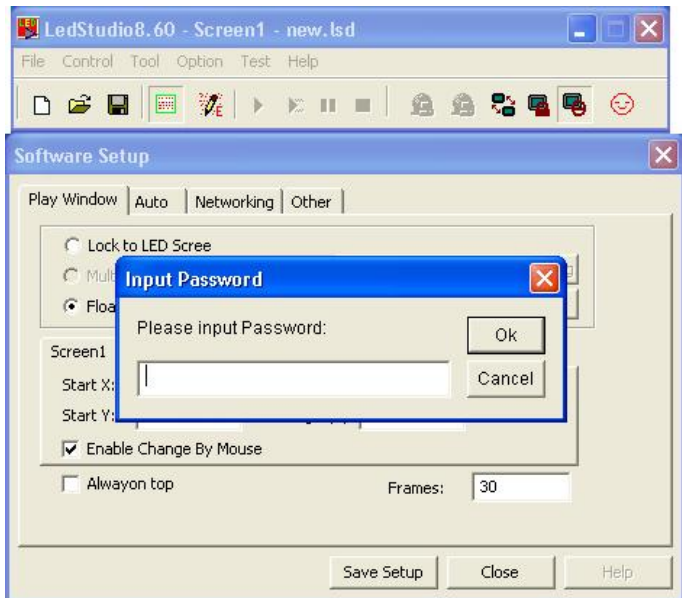 LedStudio8.60 - Screen1 - new.lsd
File Control Tool Option Test Help
Software Setup
Play Window Auto Networking Other
Lock to LED Scree
Input Password
Please input Password:
Ok
Cancel
Screen1
Start X:
Start Y:
Enable Change By Mouse
Alwayon top Frames: 30
Save Setup Close Help